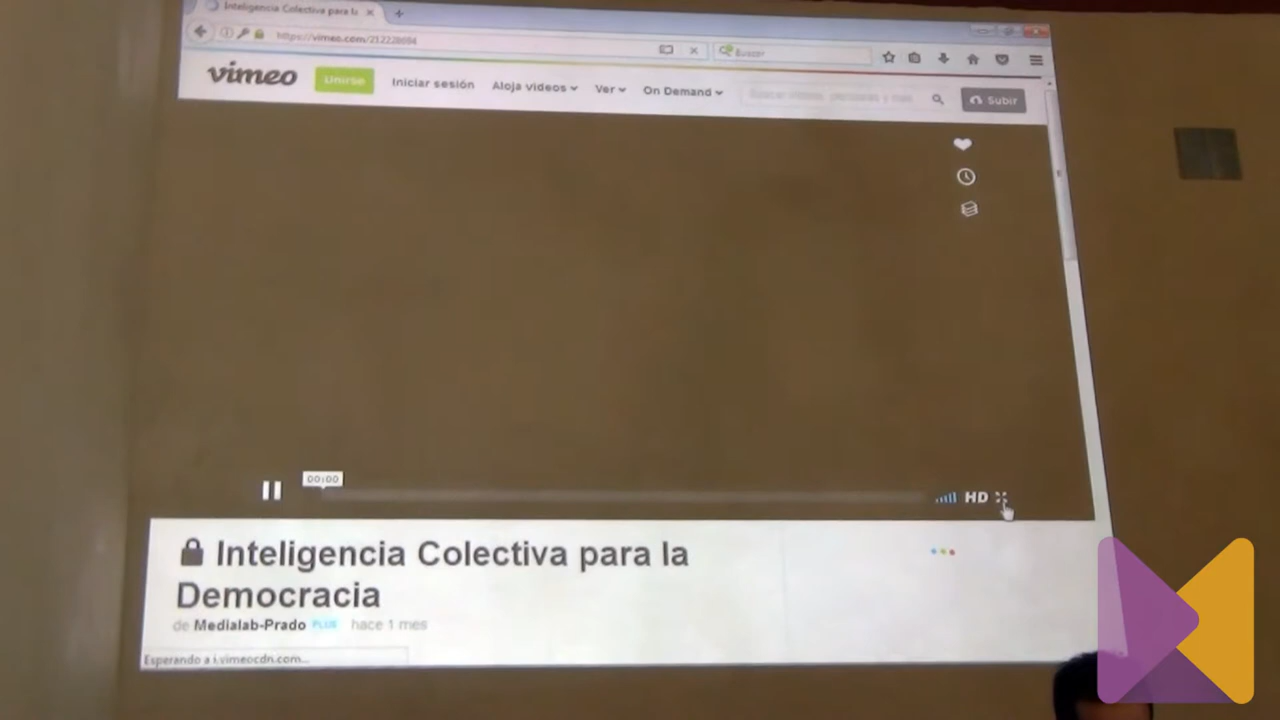 Inteligencia Colectiva para la
https://vimeo.com/212228694
Buscar
vimeo
Unirse
Iniciar sesión
Aloja videos
Ver
On Demand
Subir
00:00
HD
Inteligencia Colectiva para la
Democracia
de Medialab-Prado PLUS hace 1 mes
Esperando a i.vimeocdn.com...